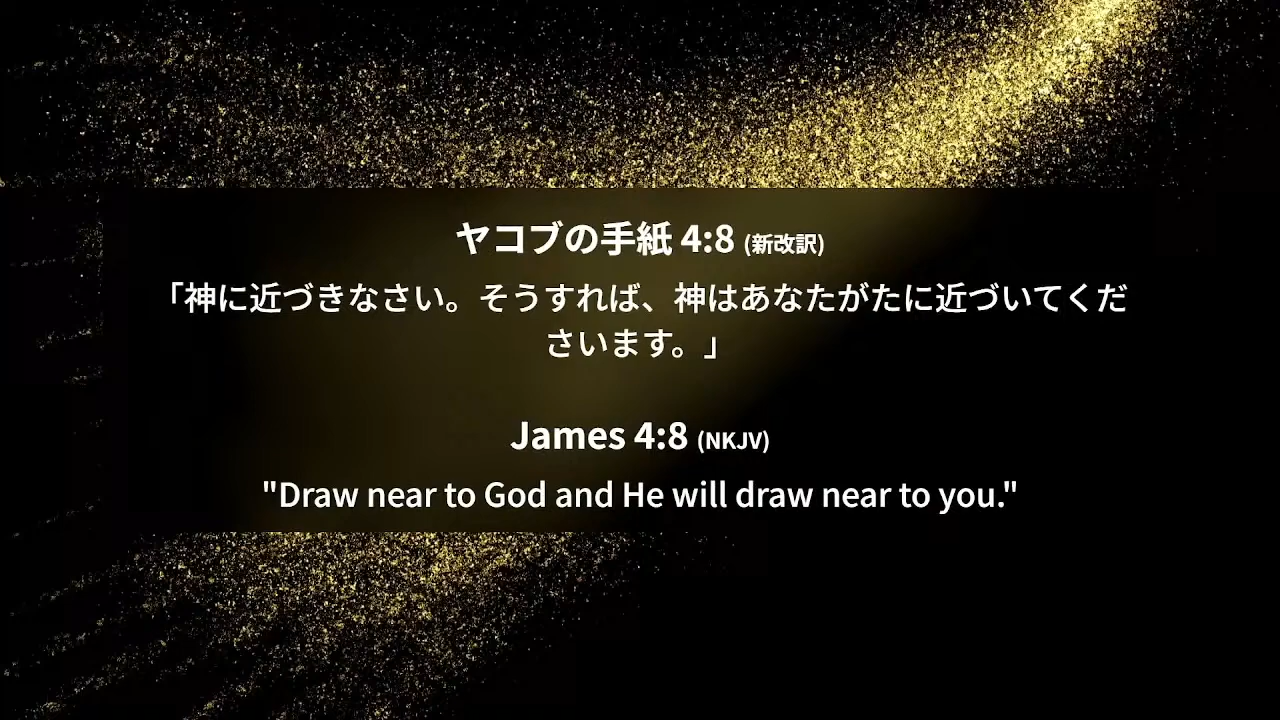 ヤコブの手紙 4:8 (新改訳)
「神に近づきなさい。そうすれば、神はあなたがたに近づいてくだ
さいます。」
James 4:8 (NKJV)
"Draw near to God and He will draw near to you."